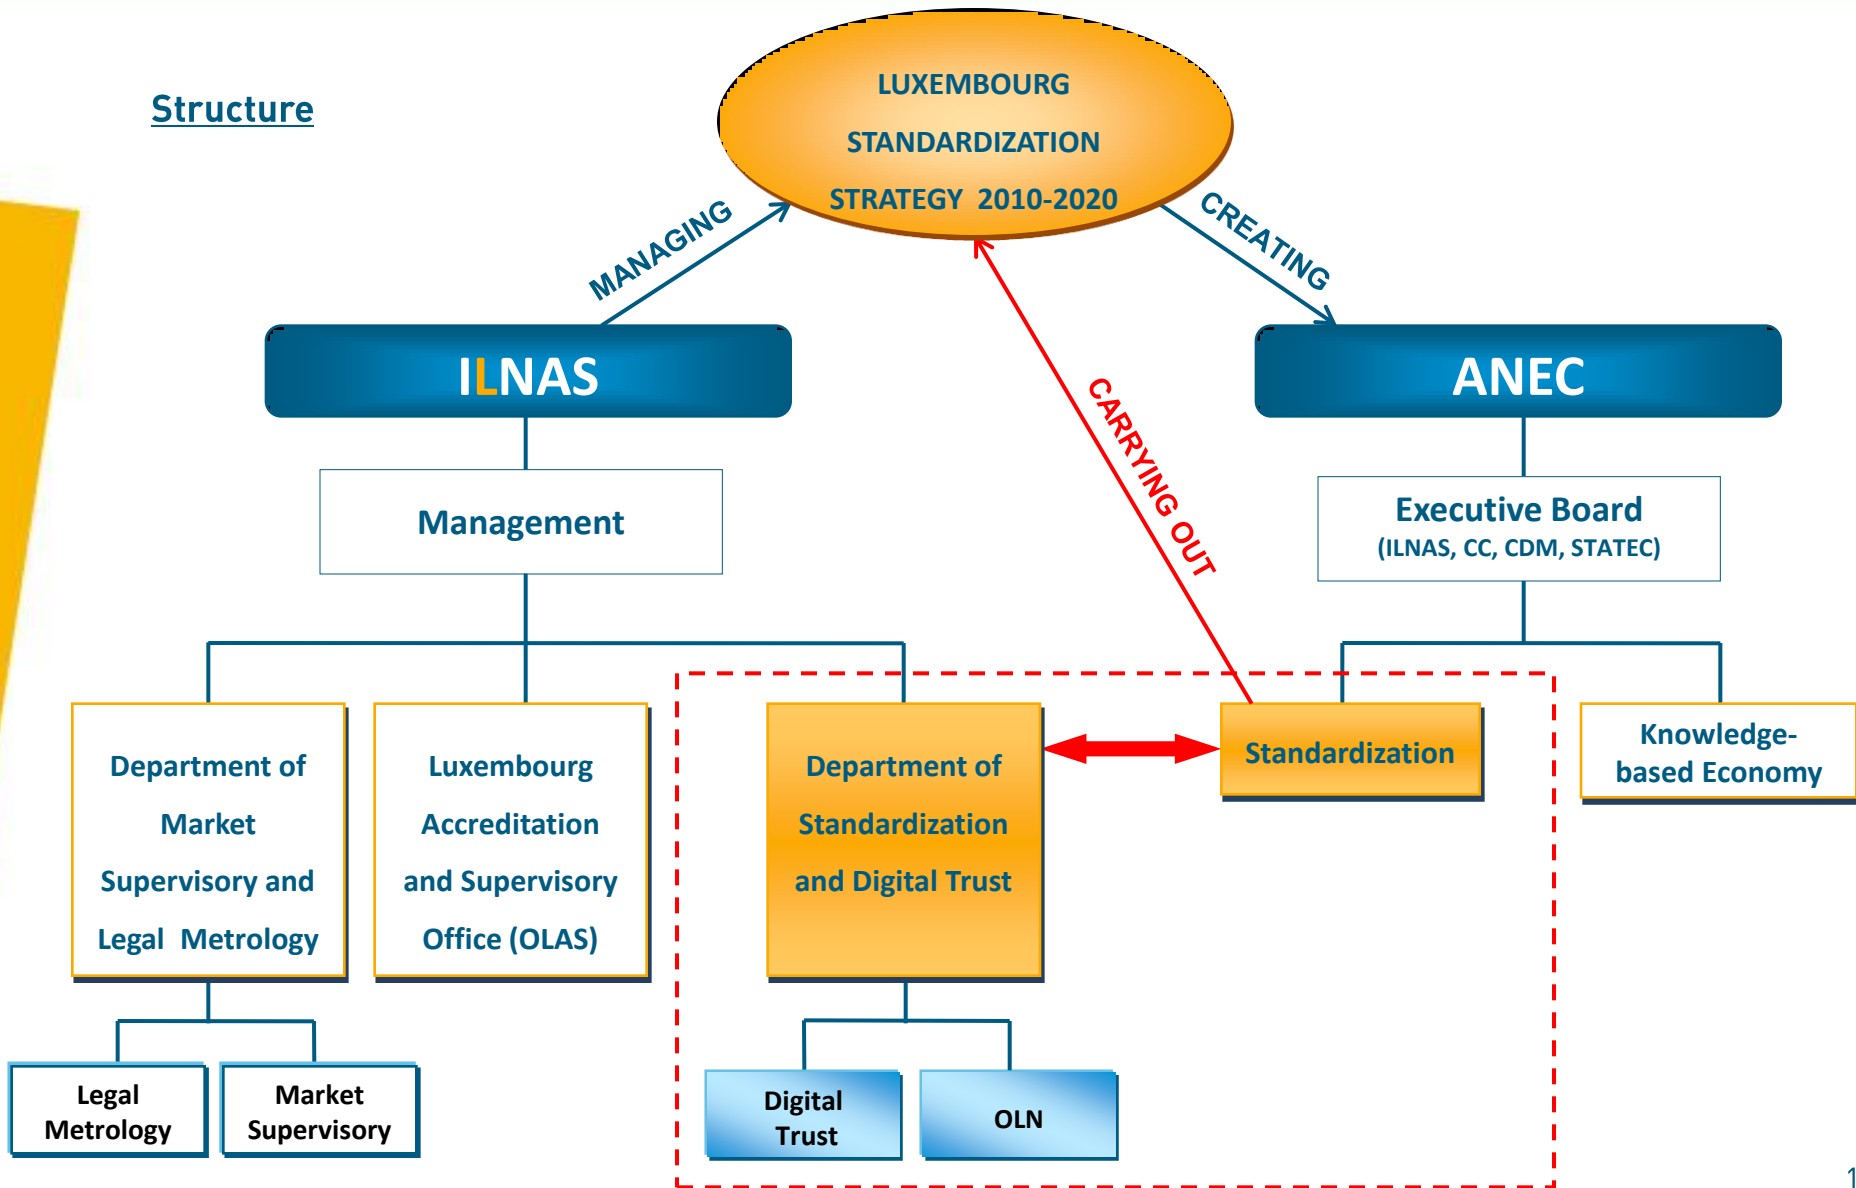 Structure
LUXEMBOURG
STANDARDIZATION
STRATEGY 2010-2020
MANAGING
CREATING
ILNAS
ANEC
CARRYING OUT
Management
Executive Board
(ILNAS, CC, CDM, STATEC)
Department of
Market
Supervisory and
Legal Metrology
Luxembourg
Accreditation
and Supervisory
Office (OLAS)
Department of
Standardization
and Digital Trust
Standardization
Knowledge-
based Economy
Legal
Metrology
Market
Supervisory
Digital
Trust
OLN
1